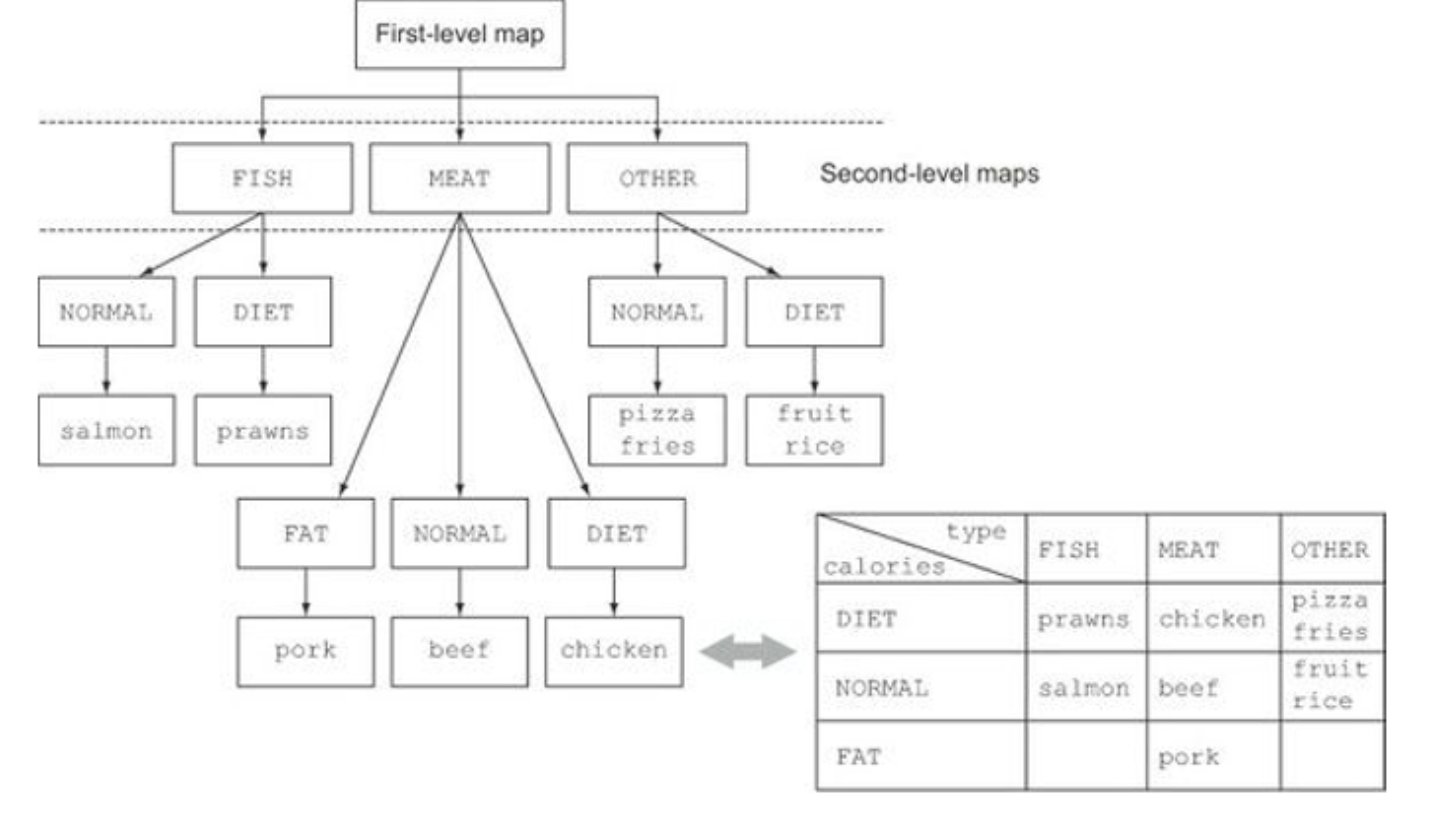 First-level map
FISH
MEAT
OTHER
Second-level maps
NORMAL
DIET
NORMAL
DIET
salmon
prawns
pizza
fries
fruit
rice
FAT
NORMAL
DIET
pork
beef
chicken
type
calories
FISH
MEAT
OTHER
DIET
prawns
chicken
pizza
fries
NORMAL
salmon
beef
fruit
rice
FAT
pork